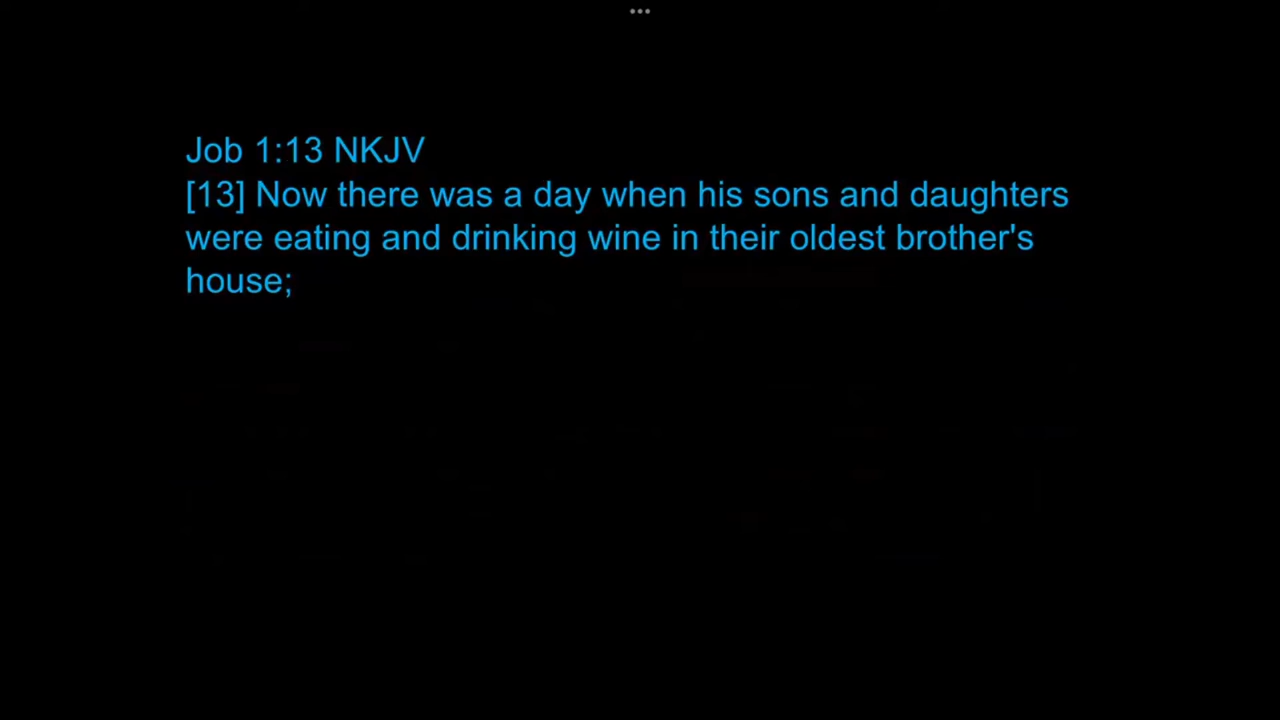 Job 1:13 NKJV
[13] Now there was a day when his sons and daughters
were eating and drinking wine in their oldest brother's
house;